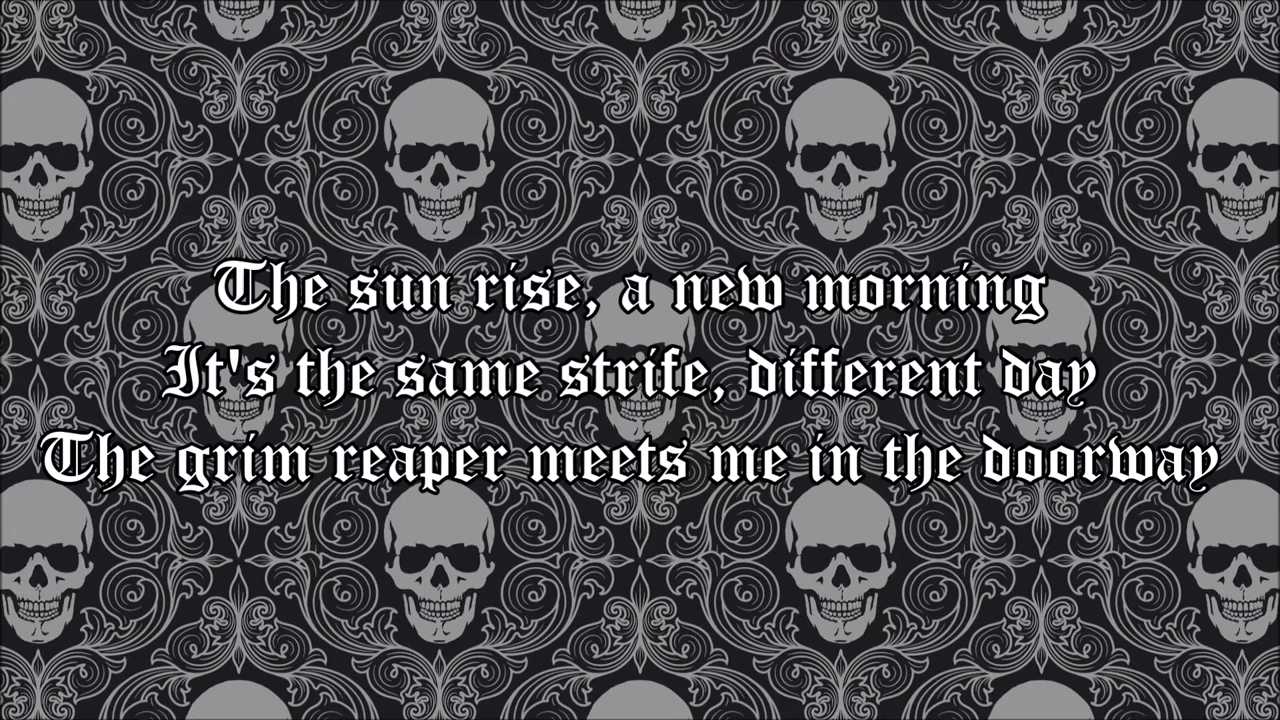 The sun rise, a new morning
It's the same strife, different day
The grim reaper meets me in the doorway